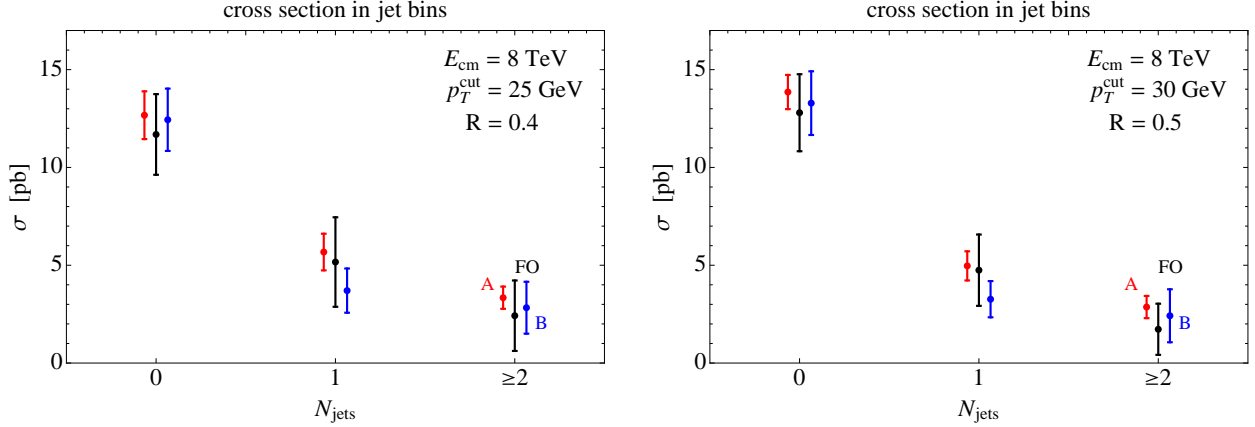 cross section in jet bins
E_cm = 8 TeV
p_T^cut = 25 GeV
R = 0.4
σ [pb]
15
10
5
0
A
FO
B
0 1 ≥2
N_jets
cross section in jet bins
E_cm = 8 TeV
p_T^cut = 30 GeV
R = 0.5
σ [pb]
15
10
5
0
A
FO
B
0 1 ≥2
N_jets